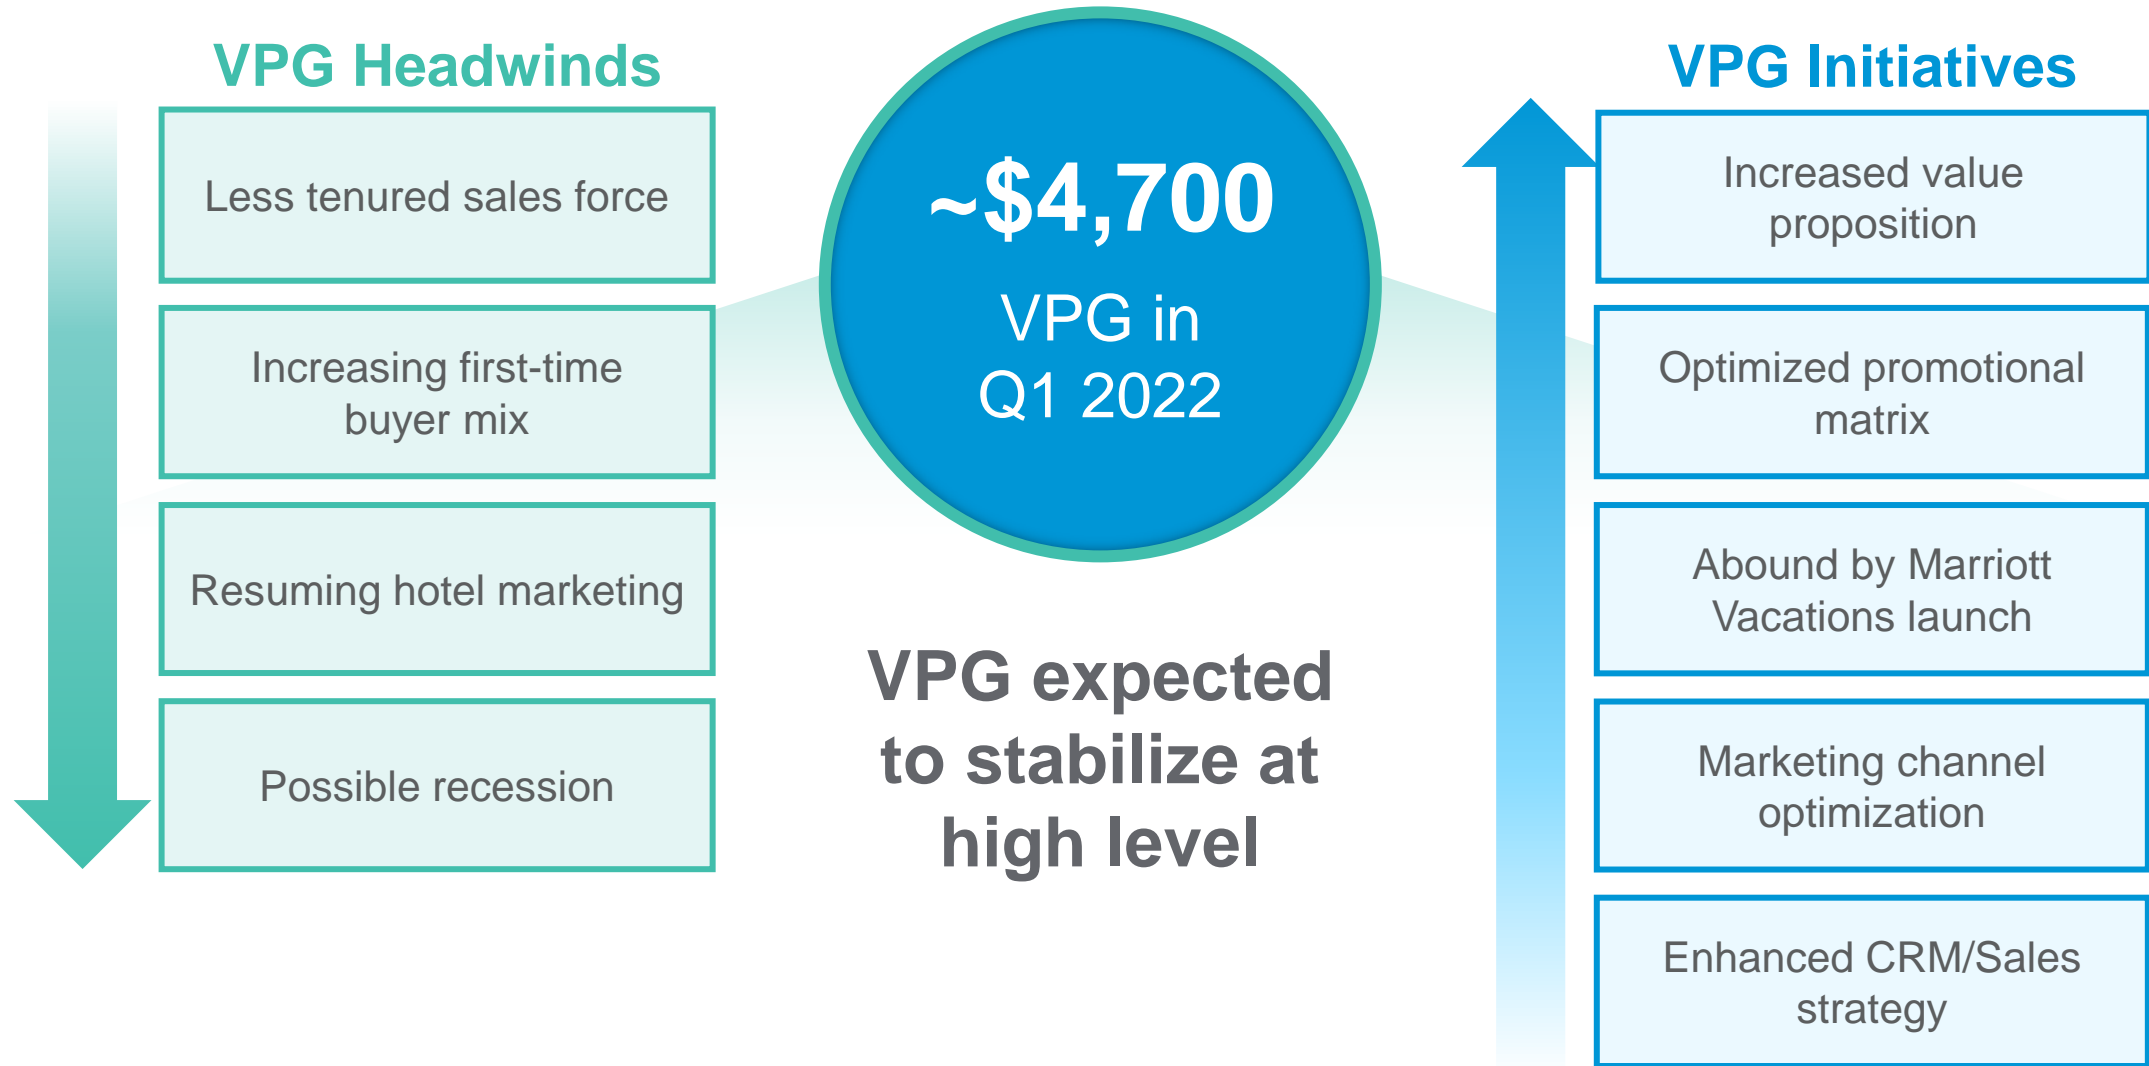 VPG Headwinds
Less tenured sales force
Increasing first-time
buyer mix
Resuming hotel marketing
Possible recession
~$4,700
VPG in
Q1 2022
VPG expected
to stabilize at
high level
VPG Initiatives
Increased value
proposition
Optimized promotional
matrix
Abound by Marriott
Vacations launch
Marketing channel
optimization
Enhanced CRM/Sales
strategy